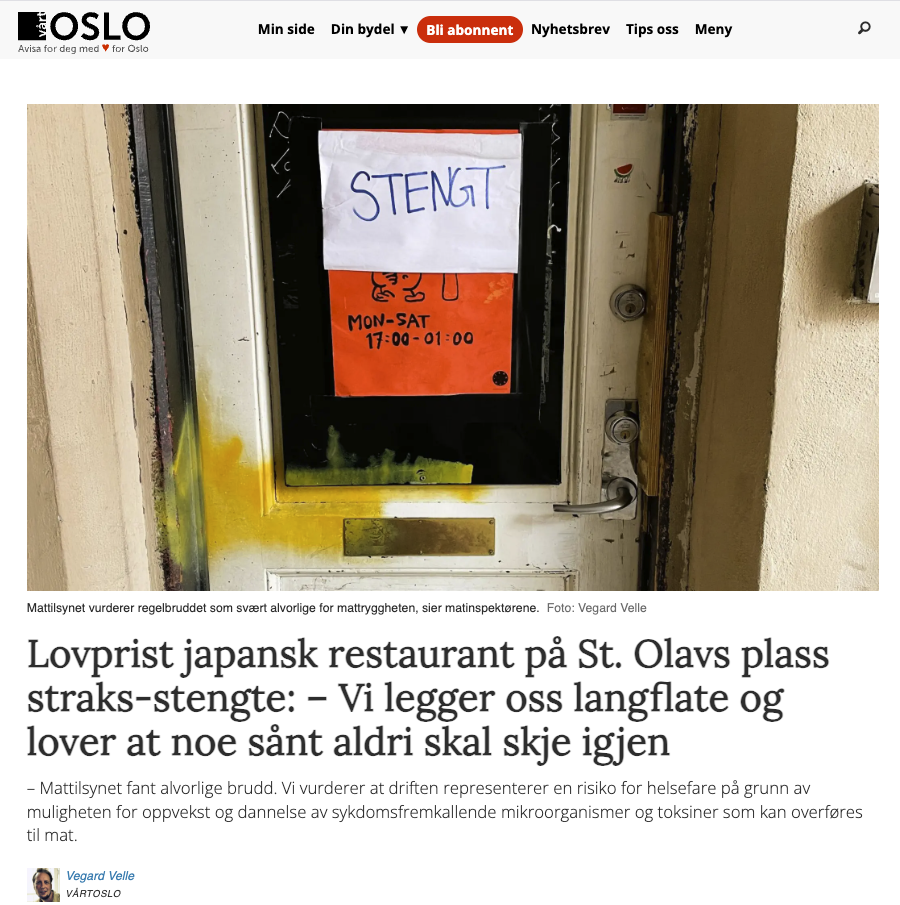 vårt OSLO
Avisa for deg med ♥ for Oslo
Min side Din bydel ▼ Bli abonnent Nyhetsbrev Tips oss Meny
STENGT
MON-SAT
17:00-01:00
Mattilsynet vurderer regelbruddet som svært alvorlige for mattryggheten, sier matinspektørene. Foto: Vegard Velle
Lovprist japansk restaurant på St. Olavs plass
straks-stengte: – Vi legger oss langflate og
lover at noe sånt aldri skal skje igjen
– Mattilsynet fant alvorlige brudd. Vi vurderer at driften representerer en risiko for helsefare på grunn av
muligheten for oppvekst og dannelse av sykdomsfremkallende mikroorganismer og toksiner som kan overføres
til mat.
Vegard Velle
VÅRTOSLO